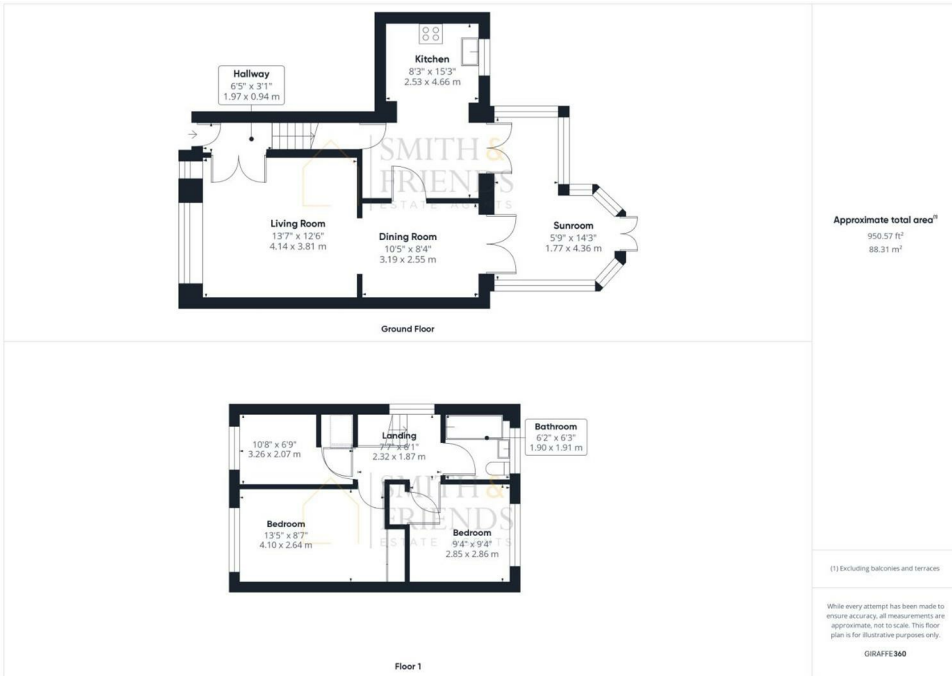 Kitchen
8'3" x 15'3"
2.53 x 4.66 m
Hallway
6'5" x 3'1"
1.97 x 0.94 m
SMITH &
FRIENDS
ESTATE AGENTS
Living Room
13'7" x 12'6"
4.14 x 3.81 m
Dining Room
10'5" x 8'4"
3.19 x 2.55 m
Sunroom
5'9" x 14'3"
1.77 x 4.36 m
Ground Floor
Approximate total area(1)
950.57 ft²
88.31 m²
10'8" x 6'9"
3.26 x 2.07 m
Landing
7'7" x 6'1"
2.32 x 1.87 m
Bathroom
6'2" x 6'3"
1.90 x 1.91 m
SMITH &
FRIENDS
ESTATE AGENTS
Bedroom
13'5" x 8'7"
4.10 x 2.64 m
Bedroom
9'4" x 9'4"
2.85 x 2.86 m
Floor 1
(1) Excluding balconies and terraces
While every attempt has been made to
ensure accuracy, all measurements are
approximate, not to scale. This floor
plan is for illustrative purposes only.
GIRAFFE360